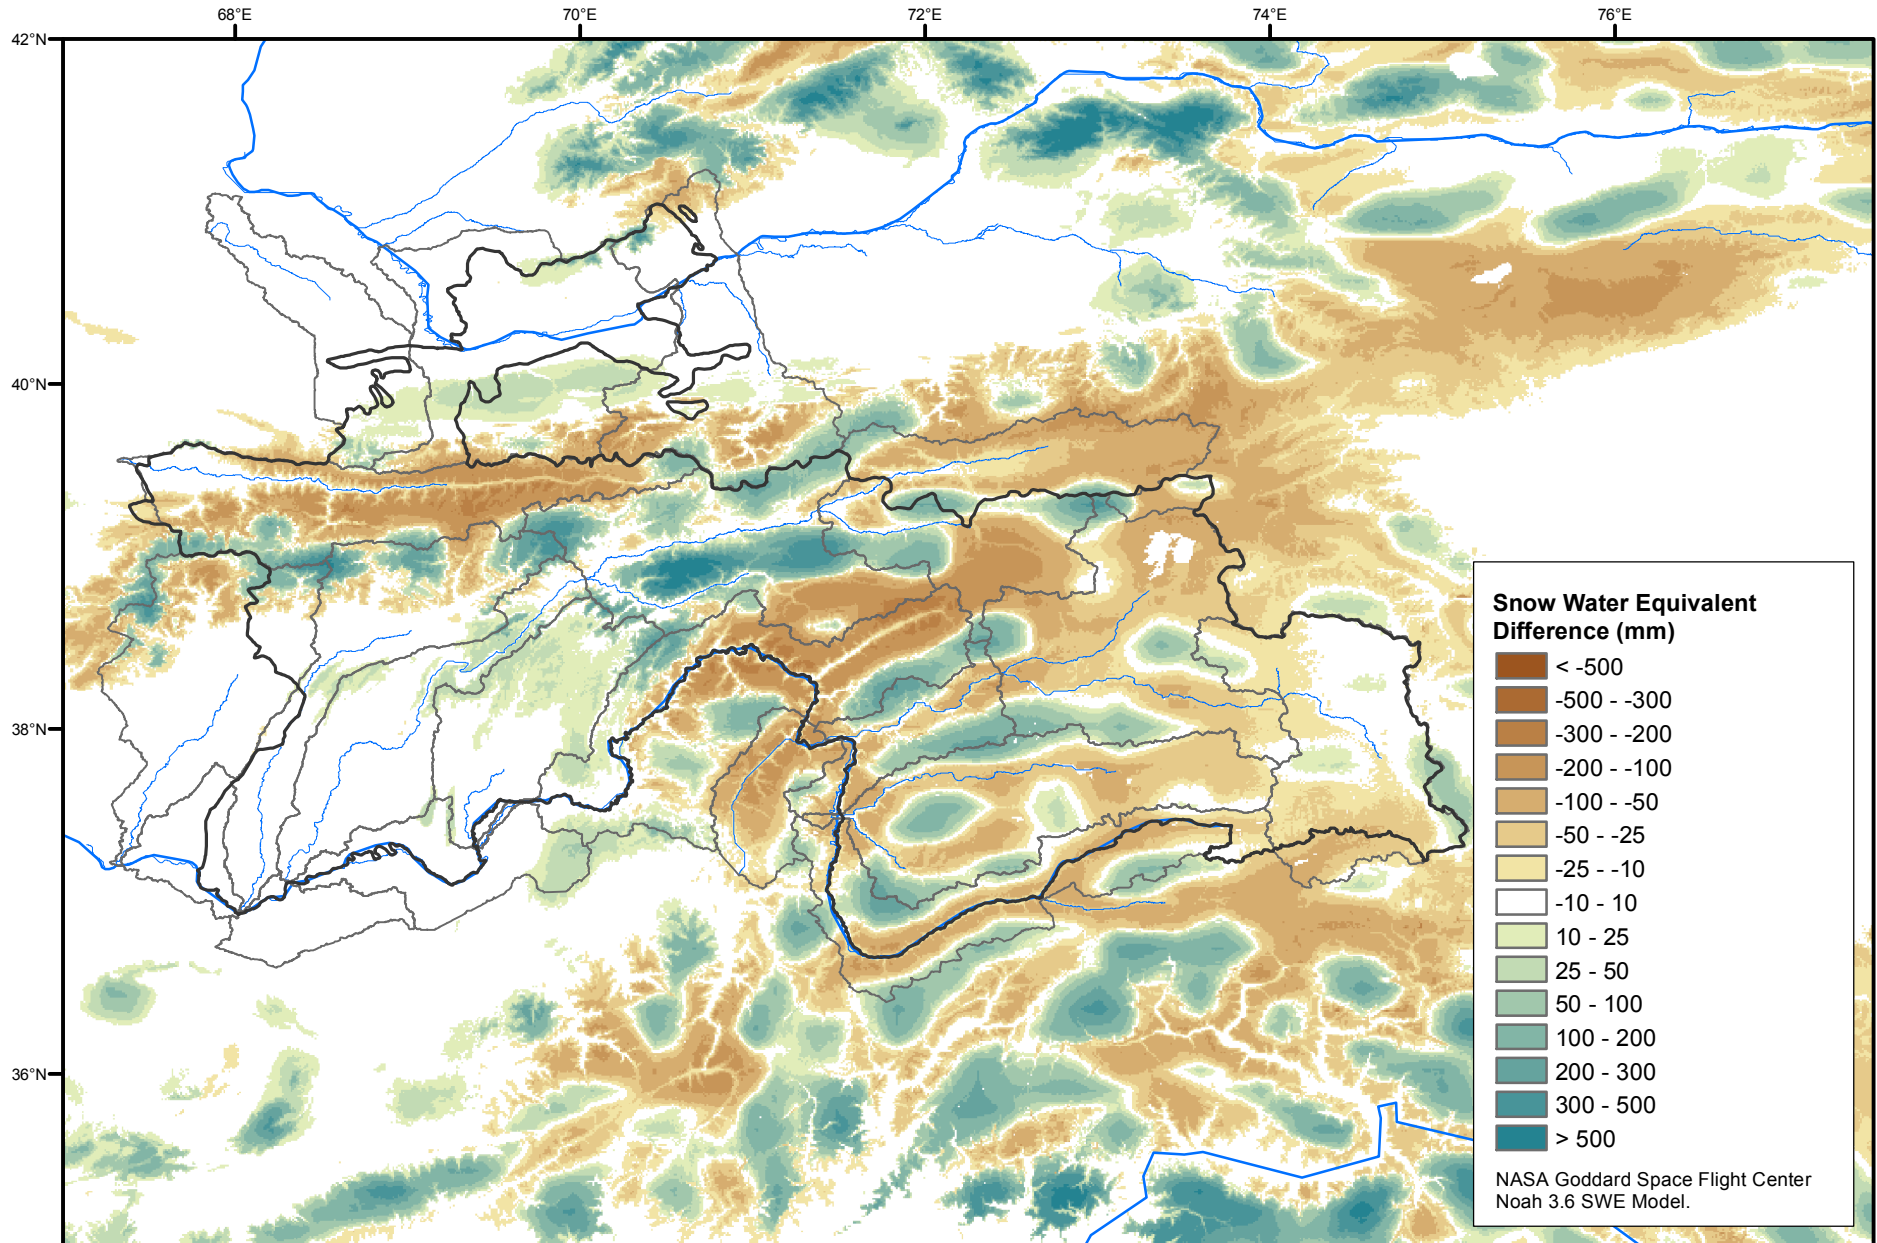 68°E
70°E
72°E
74°E
76°E
42°N
40°N
38°N
36°N
Snow Water Equivalent
Difference (mm)
< -500
-500 - -300
-300 - -200
-200 - -100
-100 - -50
-50 - -25
-25 - -10
-10 - 10
10 - 25
25 - 50
50 - 100
100 - 200
200 - 300
300 - 500
> 500
NASA Goddard Space Flight Center
Noah 3.6 SWE Model.